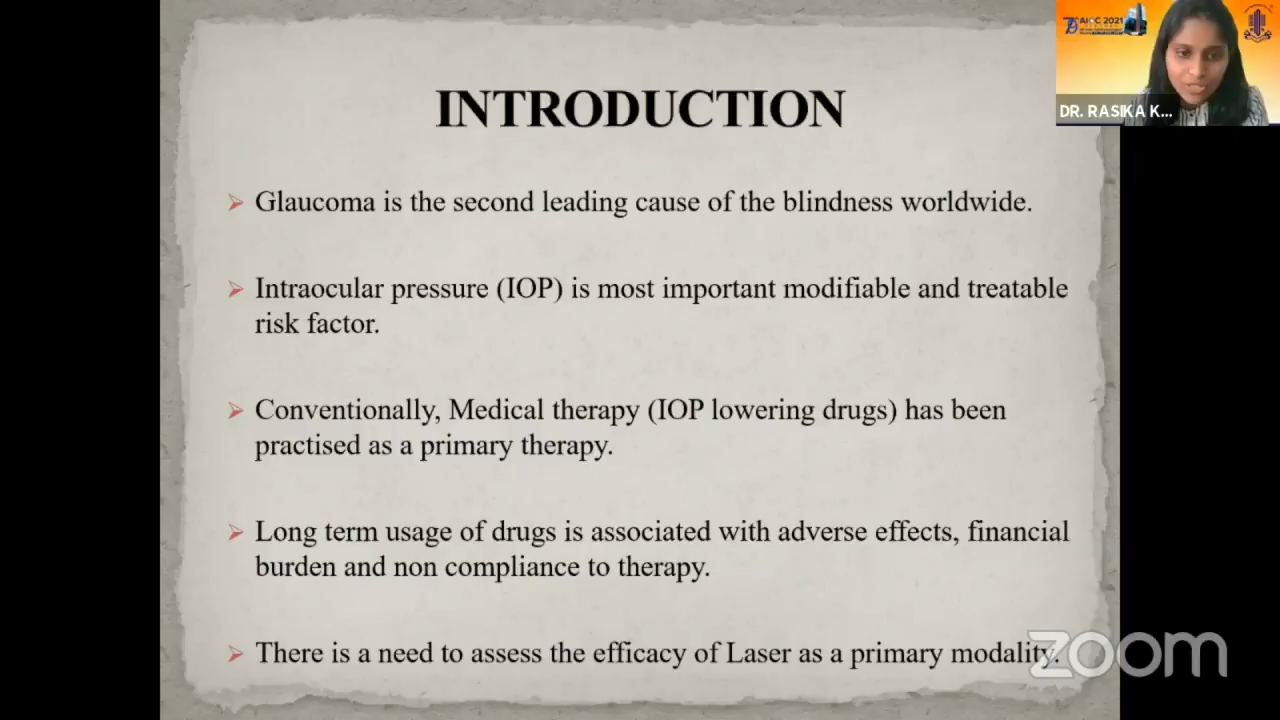 INTRODUCTION
Glaucoma is the second leading cause of the blindness worldwide.
Intraocular pressure (IOP) is most important modifiable and treatable
risk factor.
Conventionally, Medical therapy (IOP lowering drugs) has been
practised as a primary therapy.
Long term usage of drugs is associated with adverse effects, financial
burden and non compliance to therapy.
There is a need to assess the efficacy of Laser as a primary modality.
AIOC 2021
DR. RASIKA K...
zoom